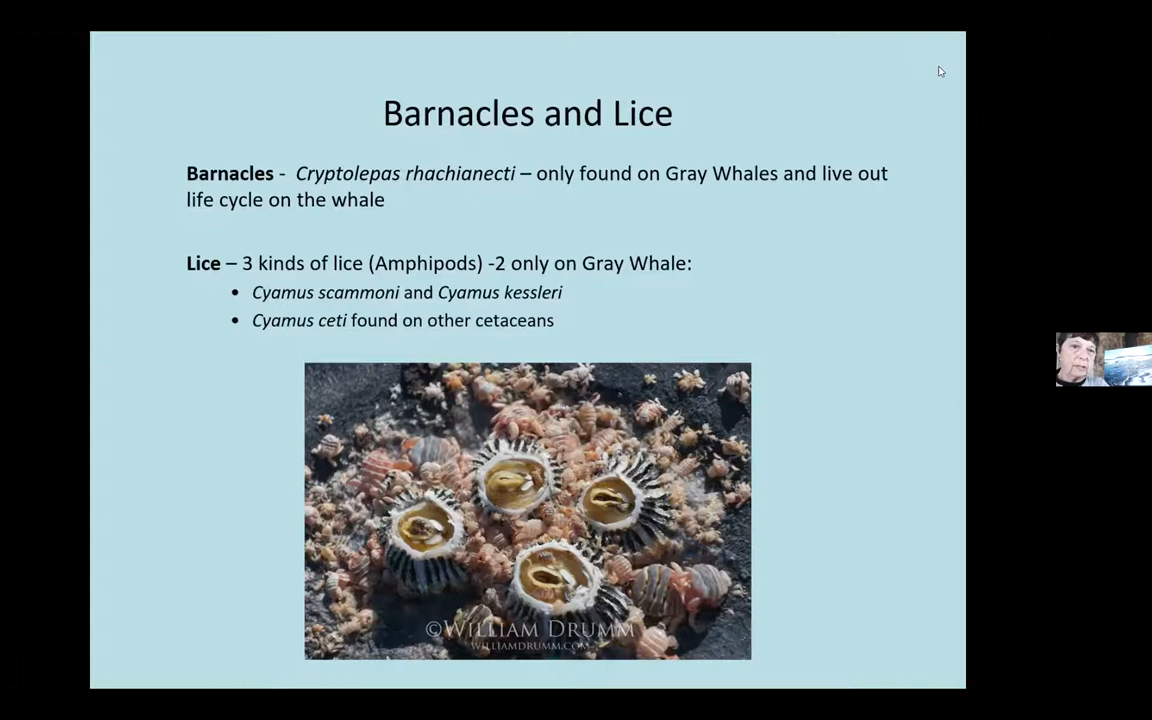 Barnacles and Lice
Barnacles - Cryptolepas rhachianecti – only found on Gray Whales and live out
life cycle on the whale
Lice – 3 kinds of lice (Amphipods) -2 only on Gray Whale:
• Cyamus scammoni and Cyamus kessleri
• Cyamus ceti found on other cetaceans
©William Drumm
williamdrumm.com